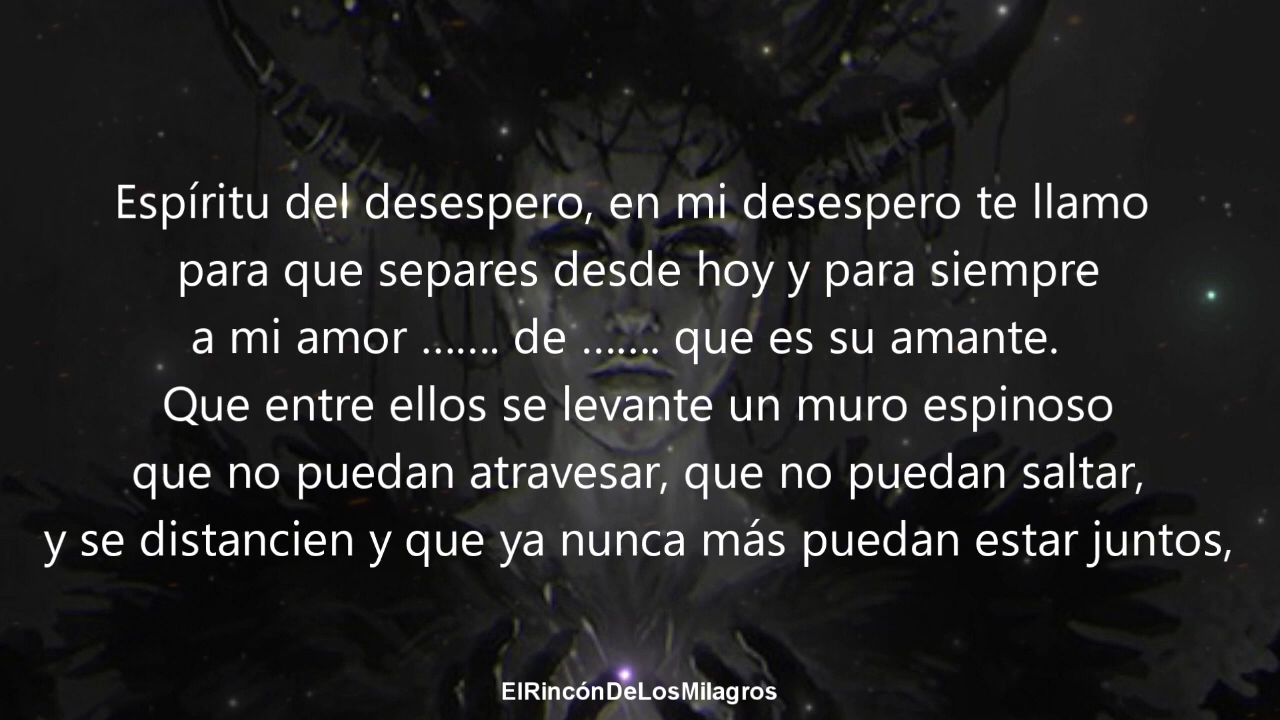 Espíritu del desespero, en mi desespero te llamo
para que separes desde hoy y para siempre
a mi amor ....... de ....... que es su amante.
Que entre ellos se levante un muro espinoso
que no puedan atravesar, que no puedan saltar,
y se distancien y que ya nunca más puedan estar juntos,
ElRincónDeLosMilagros